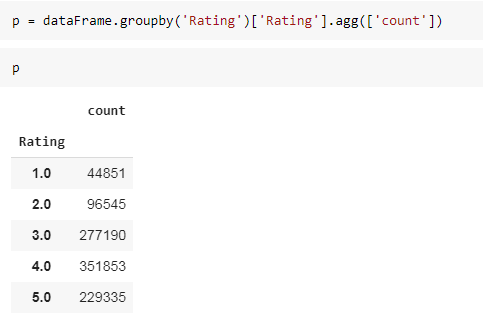 p = dataFrame.groupby('Rating')['Rating'].agg(['count'])
p
count
Rating
1.0 44851
2.0 96545
3.0 277190
4.0 351853
5.0 229335